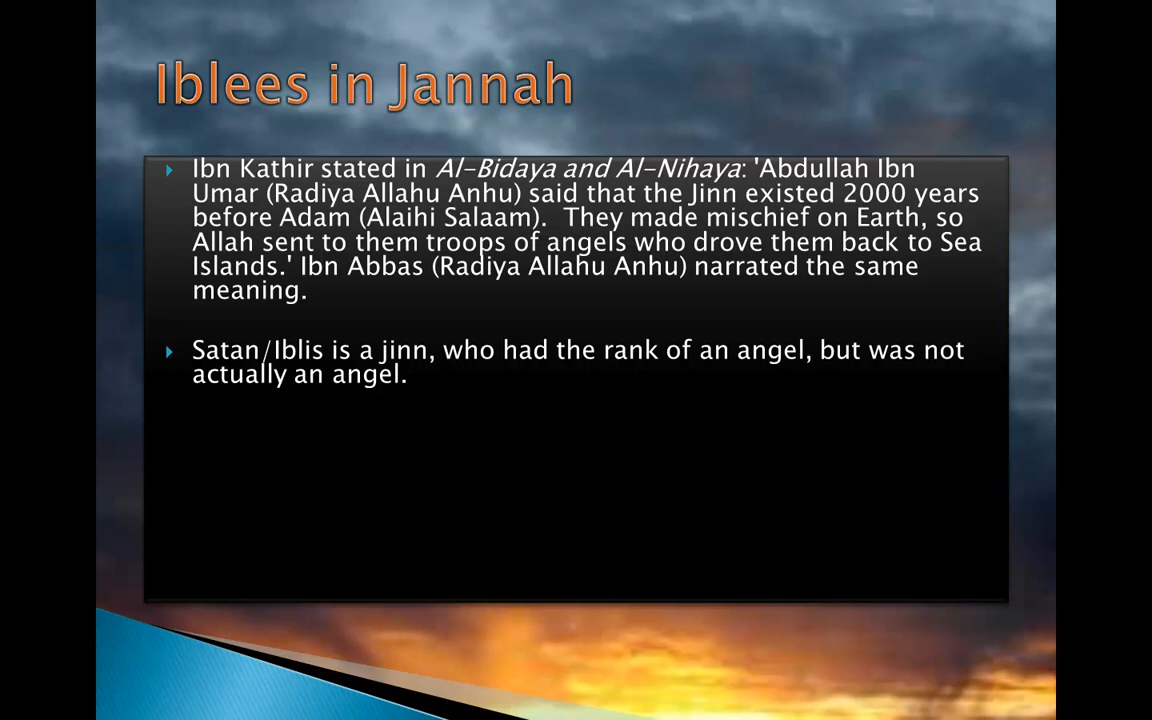 Iblees in Jannah
Ibn Kathir stated in Al-Bidaya and Al-Nihaya: 'Abdullah Ibn
Umar (Radiya Allahu Anhu) said that the Jinn existed 2000 years
before Adam (Alaihi Salaam).  They made mischief on Earth, so
Allah sent to them troops of angels who drove them back to Sea
Islands.' Ibn Abbas (Radiya Allahu Anhu) narrated the same
meaning.
Satan/Iblis is a jinn, who had the rank of an angel, but was not
actually an angel.